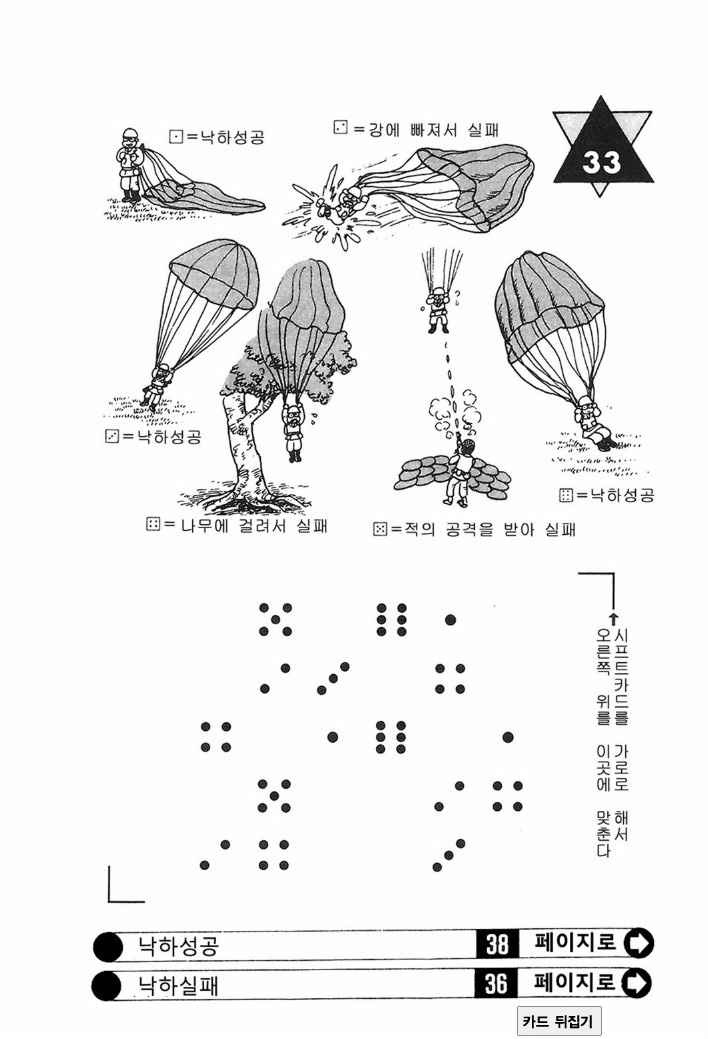 ⚀=낙하성공
⚁=강에 빠져서 실패
33
⚂=낙하성공
⚃=나무에 걸려서 실패
⚄=적의 공격을 받아 실패
⚅=낙하성공
시프트카드를 가로로 해서
오른쪽 위를 이곳에 맞춘다
낙하성공 38 페이지로
낙하실패 36 페이지로
카드 뒤집기